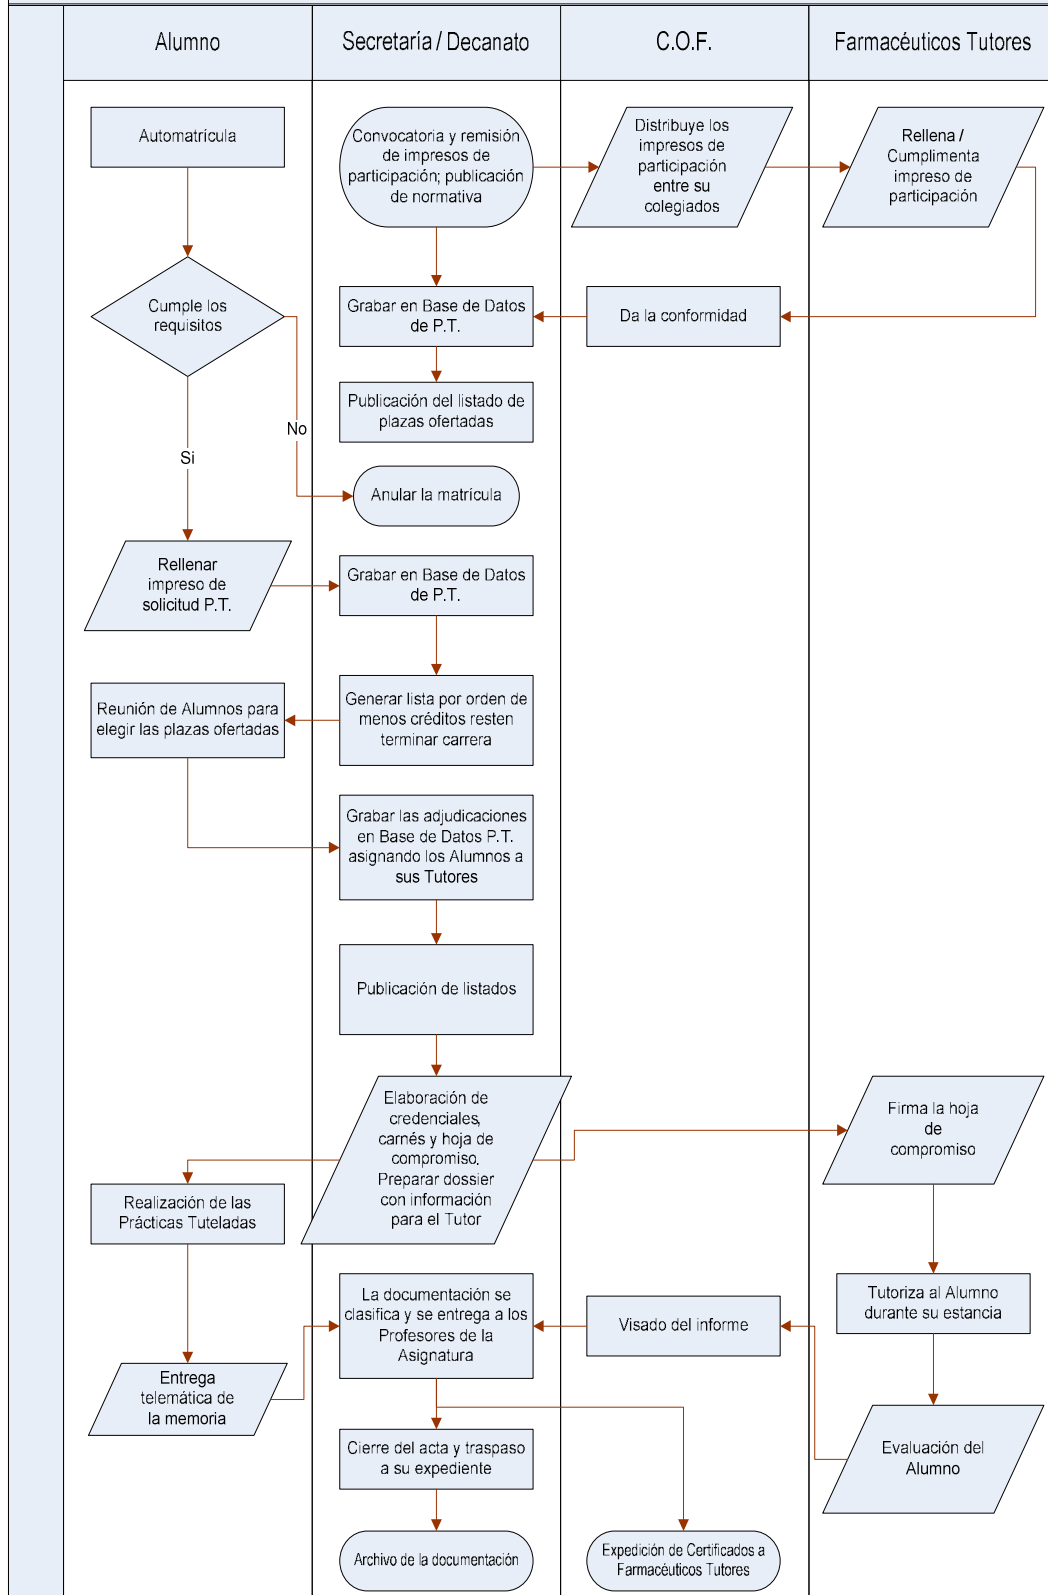 Alumno
Secretaría / Decanato
C.O.F.
Farmacéuticos Tutores
Automatrícula
Convocatoria y remisión
de impresos de
participación; publicación
de normativa
Distribuye los
impresos de
participación
entre su
colegiados
Rellena /
Cumplimenta
impreso de
participación
Cumple los
requisitos
Grabar en Base de Datos
de P.T.
Da la conformidad
Publicación del listado de
plazas ofertadas
No
Si
Anular la matrícula
Rellenar
impreso de
solicitud P.T.
Grabar en Base de Datos
de P.T.
Reunión de Alumnos para
elegir las plazas ofertadas
Generar lista por orden de
menos créditos resten
terminar carrera
Grabar las adjudicaciones
en Base de Datos P.T.
asignando los Alumnos a
sus Tutores
Publicación de listados
Elaboración de
credenciales,
carnés y hoja de
compromiso.
Preparar dossier
con información
para el Tutor
Firma la hoja
de
compromiso
Realización de las
Prácticas Tuteladas
La documentación se
clasifica y se entrega a los
Profesores de la
Asignatura
Visado del informe
Tutoriza al Alumno
durante su estancia
Entrega
telemática de
la memoria
Cierre del acta y traspaso
a su expediente
Evaluación del
Alumno
Archivo de la documentación
Expedición de Certificados a
Farmacéuticos Tutores